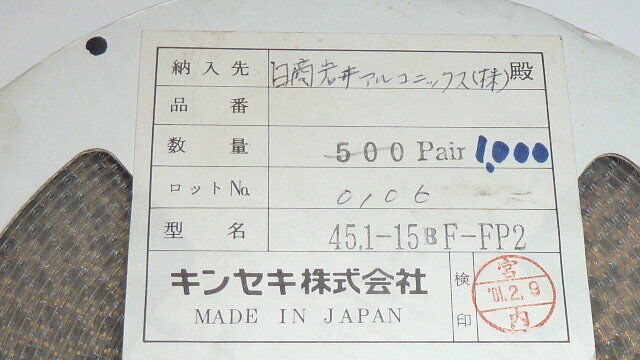 納入先 日商岩井アルコニックス(株)殿
品番
数量 500 Pair 1,000
ロットNo. 0106
型名 45.1-15BF-FP2
キンセキ株式会社
MADE IN JAPAN
検印
宮
'01.2.9
内